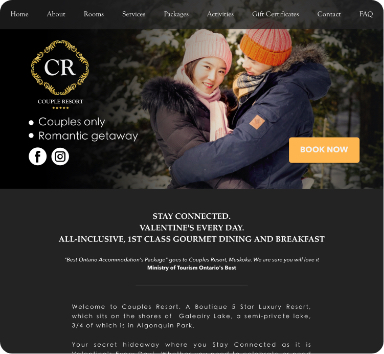 Home About Rooms Services Packages Activities Gift Certificates Contact FAQ
CR
COUPLE RESORT
Couples only
Romantic getaway
BOOK NOW
STAY CONNECTED.
VALENTINE'S EVERY DAY.
ALL-INCLUSIVE, 1ST CLASS GOURMET DINING AND BREAKFAST
"Best Ontario Accommodation's Package" goes to Couples Resort, Muskoka. We are sure you will love it
Ministry of Tourism Ontario's Best
Welcome to Couples Resort. A Boutique 5 Star Luxury Resort,
which sits on the shores of Galeairy Lake, a semi-private lake,
3/4 of which is in Algonquin Park.
Your secret hideaway where you Stay Connected as it is